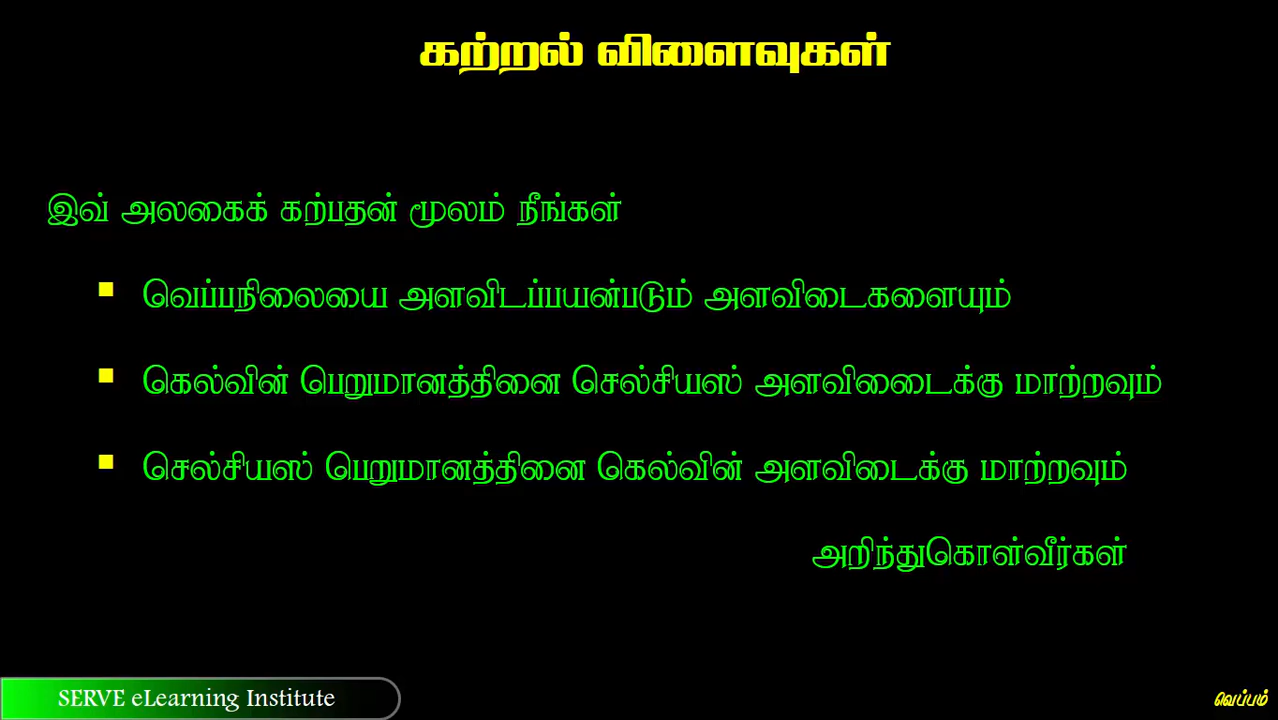 கற்றல் விளைவுகள்
இவ் அலகைக் கற்பதன் மூலம் நீங்கள்
▪ வெப்பநிலையை அளவிடப்பயன்படும் அளவிடைகளையும்
▪ கெல்வின் பெறுமானத்தினை செல்சியஸ் அளவிடைைக்கு மாற்றவும்
▪ செல்சியஸ் பெறுமானத்தினை கெல்வின் அளவிடைக்கு மாற்றவும்
அறிந்துகொள்வீர்கள்
SERVE eLearning Institute
வெப்பம்